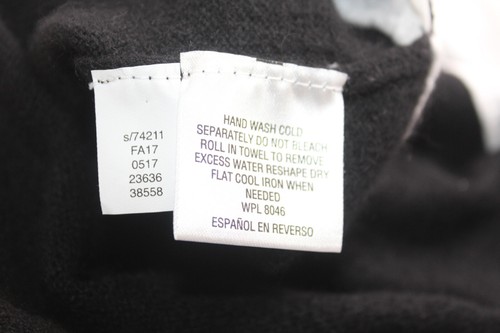 s/74211
FA17
0517
23636
38558
HAND WASH COLD
SEPARATELY DO NOT BLEACH
ROLL IN TOWEL TO REMOVE
EXCESS WATER RESHAPE DRY
FLAT COOL IRON WHEN
NEEDED
WPL 8046
ESPAÑOL EN REVERSO